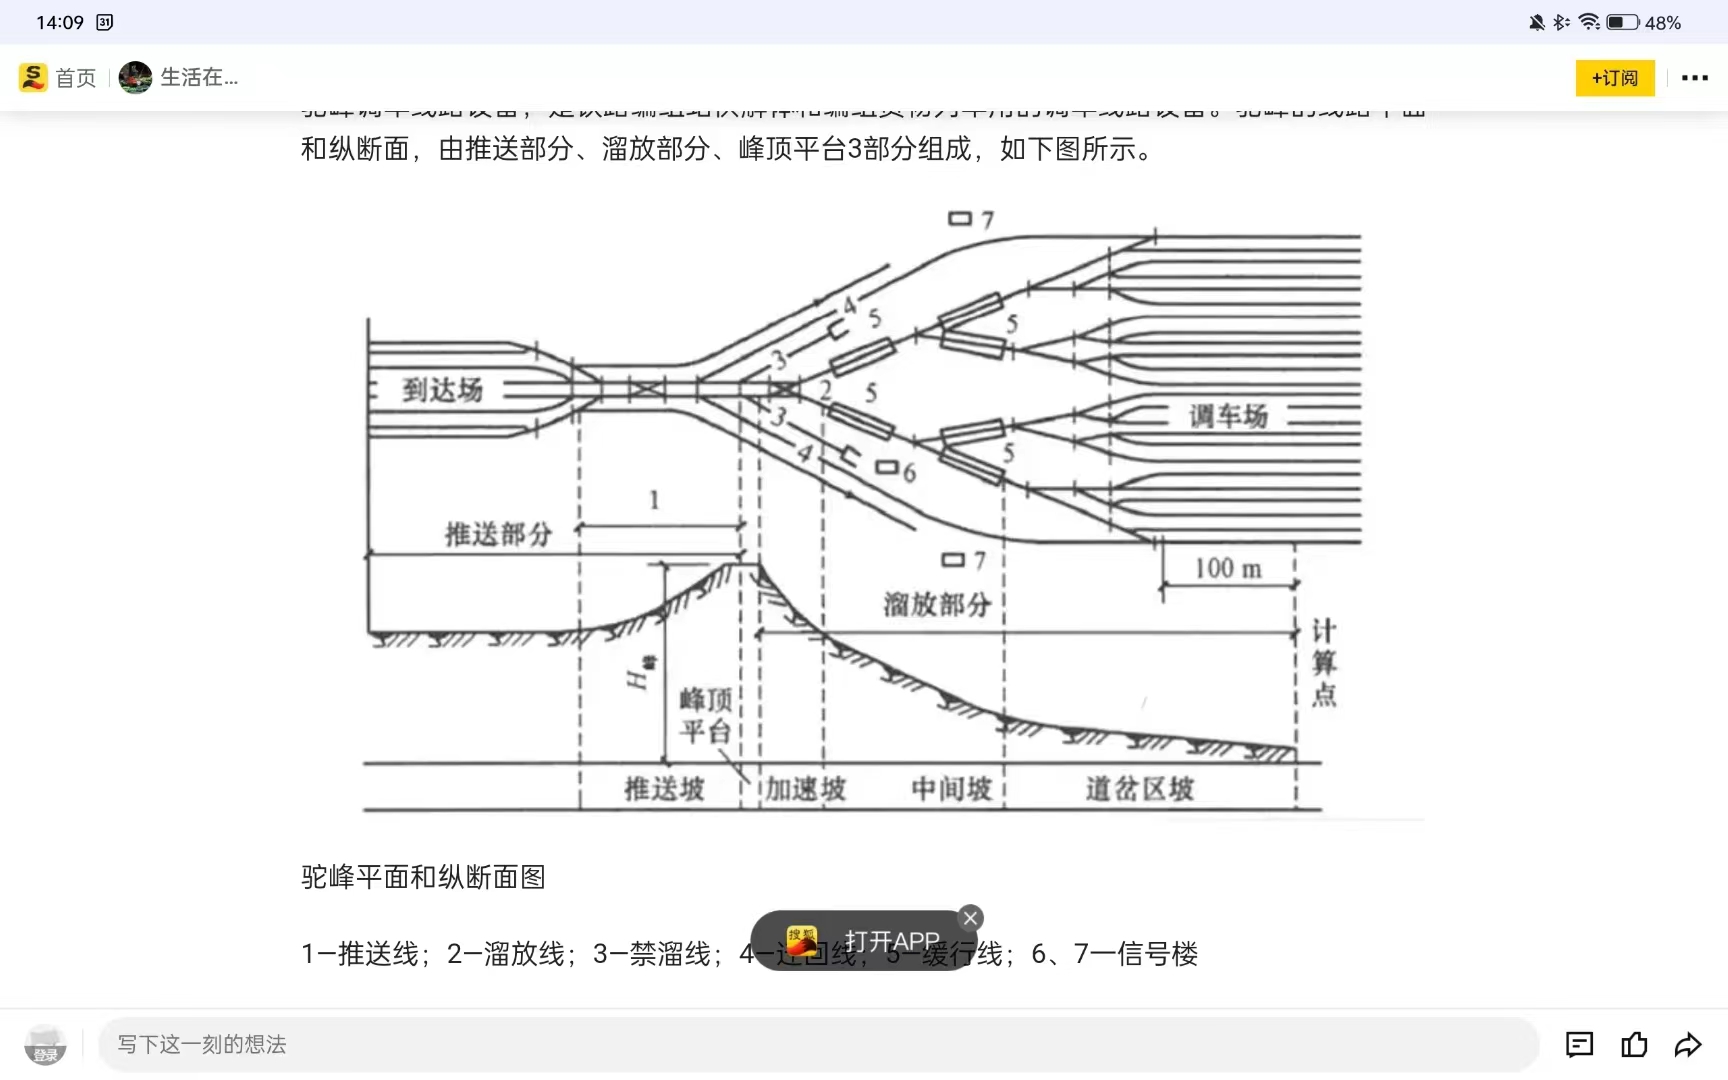 14:09 31
48%
首页
生活在...
+订阅
和纵断面，由推送部分、溜放部分、峰顶平台3部分组成，如下图所示。
7
4
5
5
3
到达场
2
5
3
调车场
4
6
5
1
推送部分
7
100 m
溜放部分
计算点
H峰
峰顶
平台
推送坡
加速坡
中间坡
道岔区坡
驼峰平面和纵断面图
打开APP
1—推送线；2—溜放线；3—禁溜线；4—迂回线；5—缓行线；6、7一信号楼
登录
写下这一刻的想法